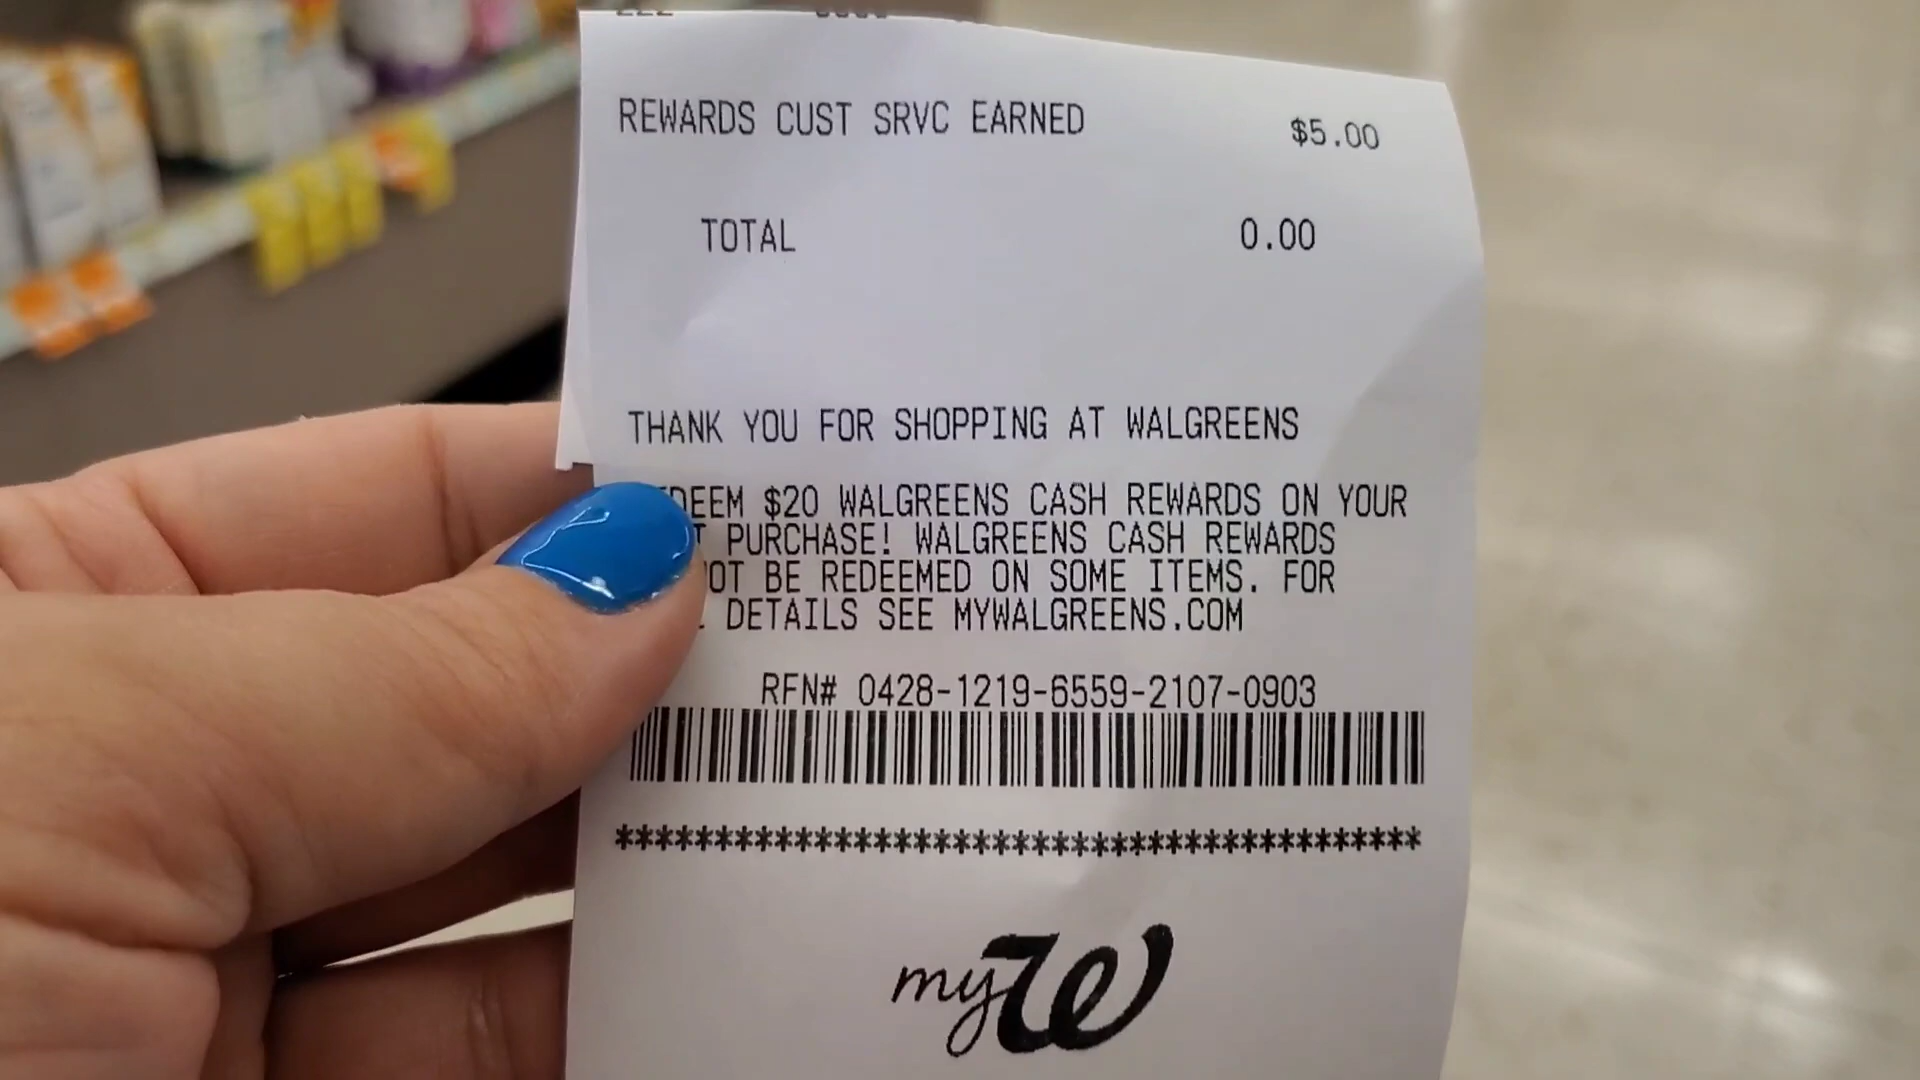 REWARDS CUST SRVC EARNED $5.00
TOTAL 0.00
THANK YOU FOR SHOPPING AT WALGREENS
$20 WALGREENS CASH REWARDS ON YOUR
PURCHASE! WALGREENS CASH REWARDS
BE REDEEMED ON SOME ITEMS. FOR
DETAILS SEE MYWALGREENS.COM
RFN# 0428-1219-6559-2107-0903
******************************************
myW